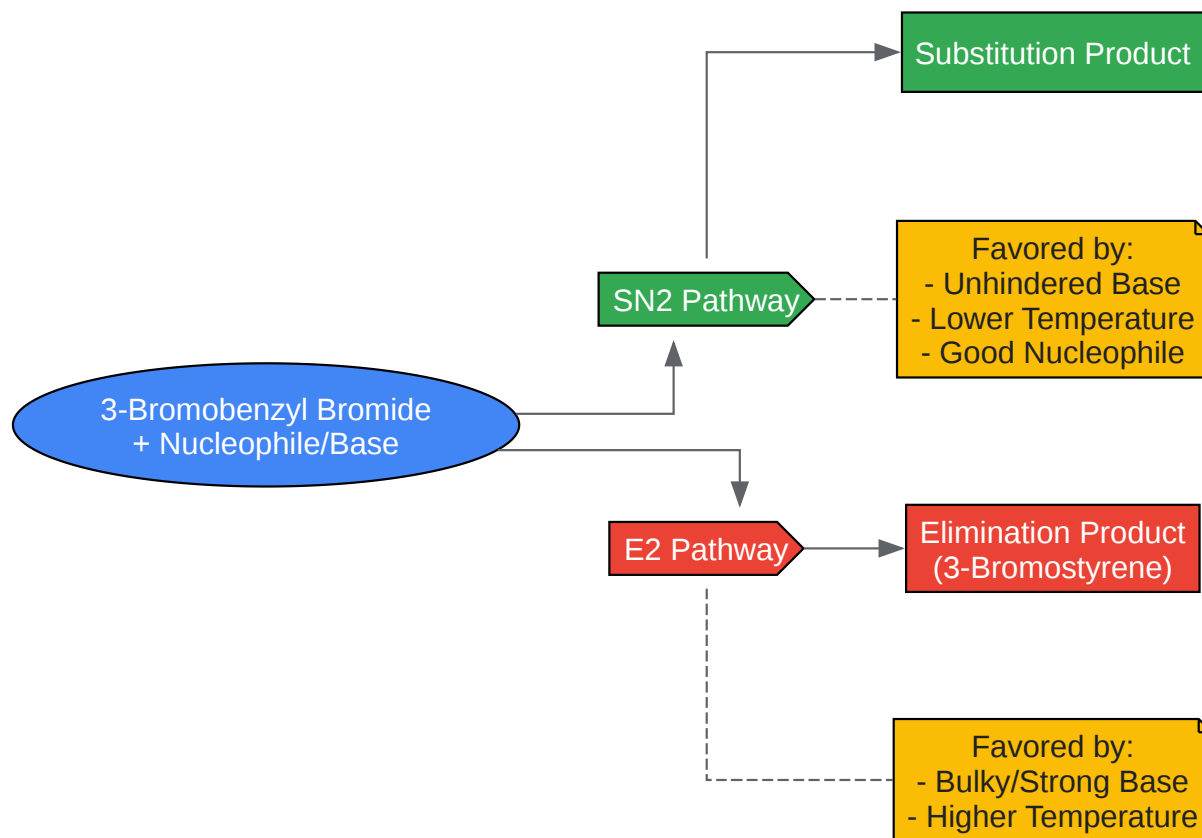 Substitution Product
Favored by:
- Unhindered Base
- Lower Temperature
- Good Nucleophile
SN2 Pathway
3-Bromobenzyl Bromide
+ Nucleophile/Base
E2 Pathway
Elimination Product
(3-Bromostyrene)
Favored by:
- Bulky/Strong Base
- Higher Temperature